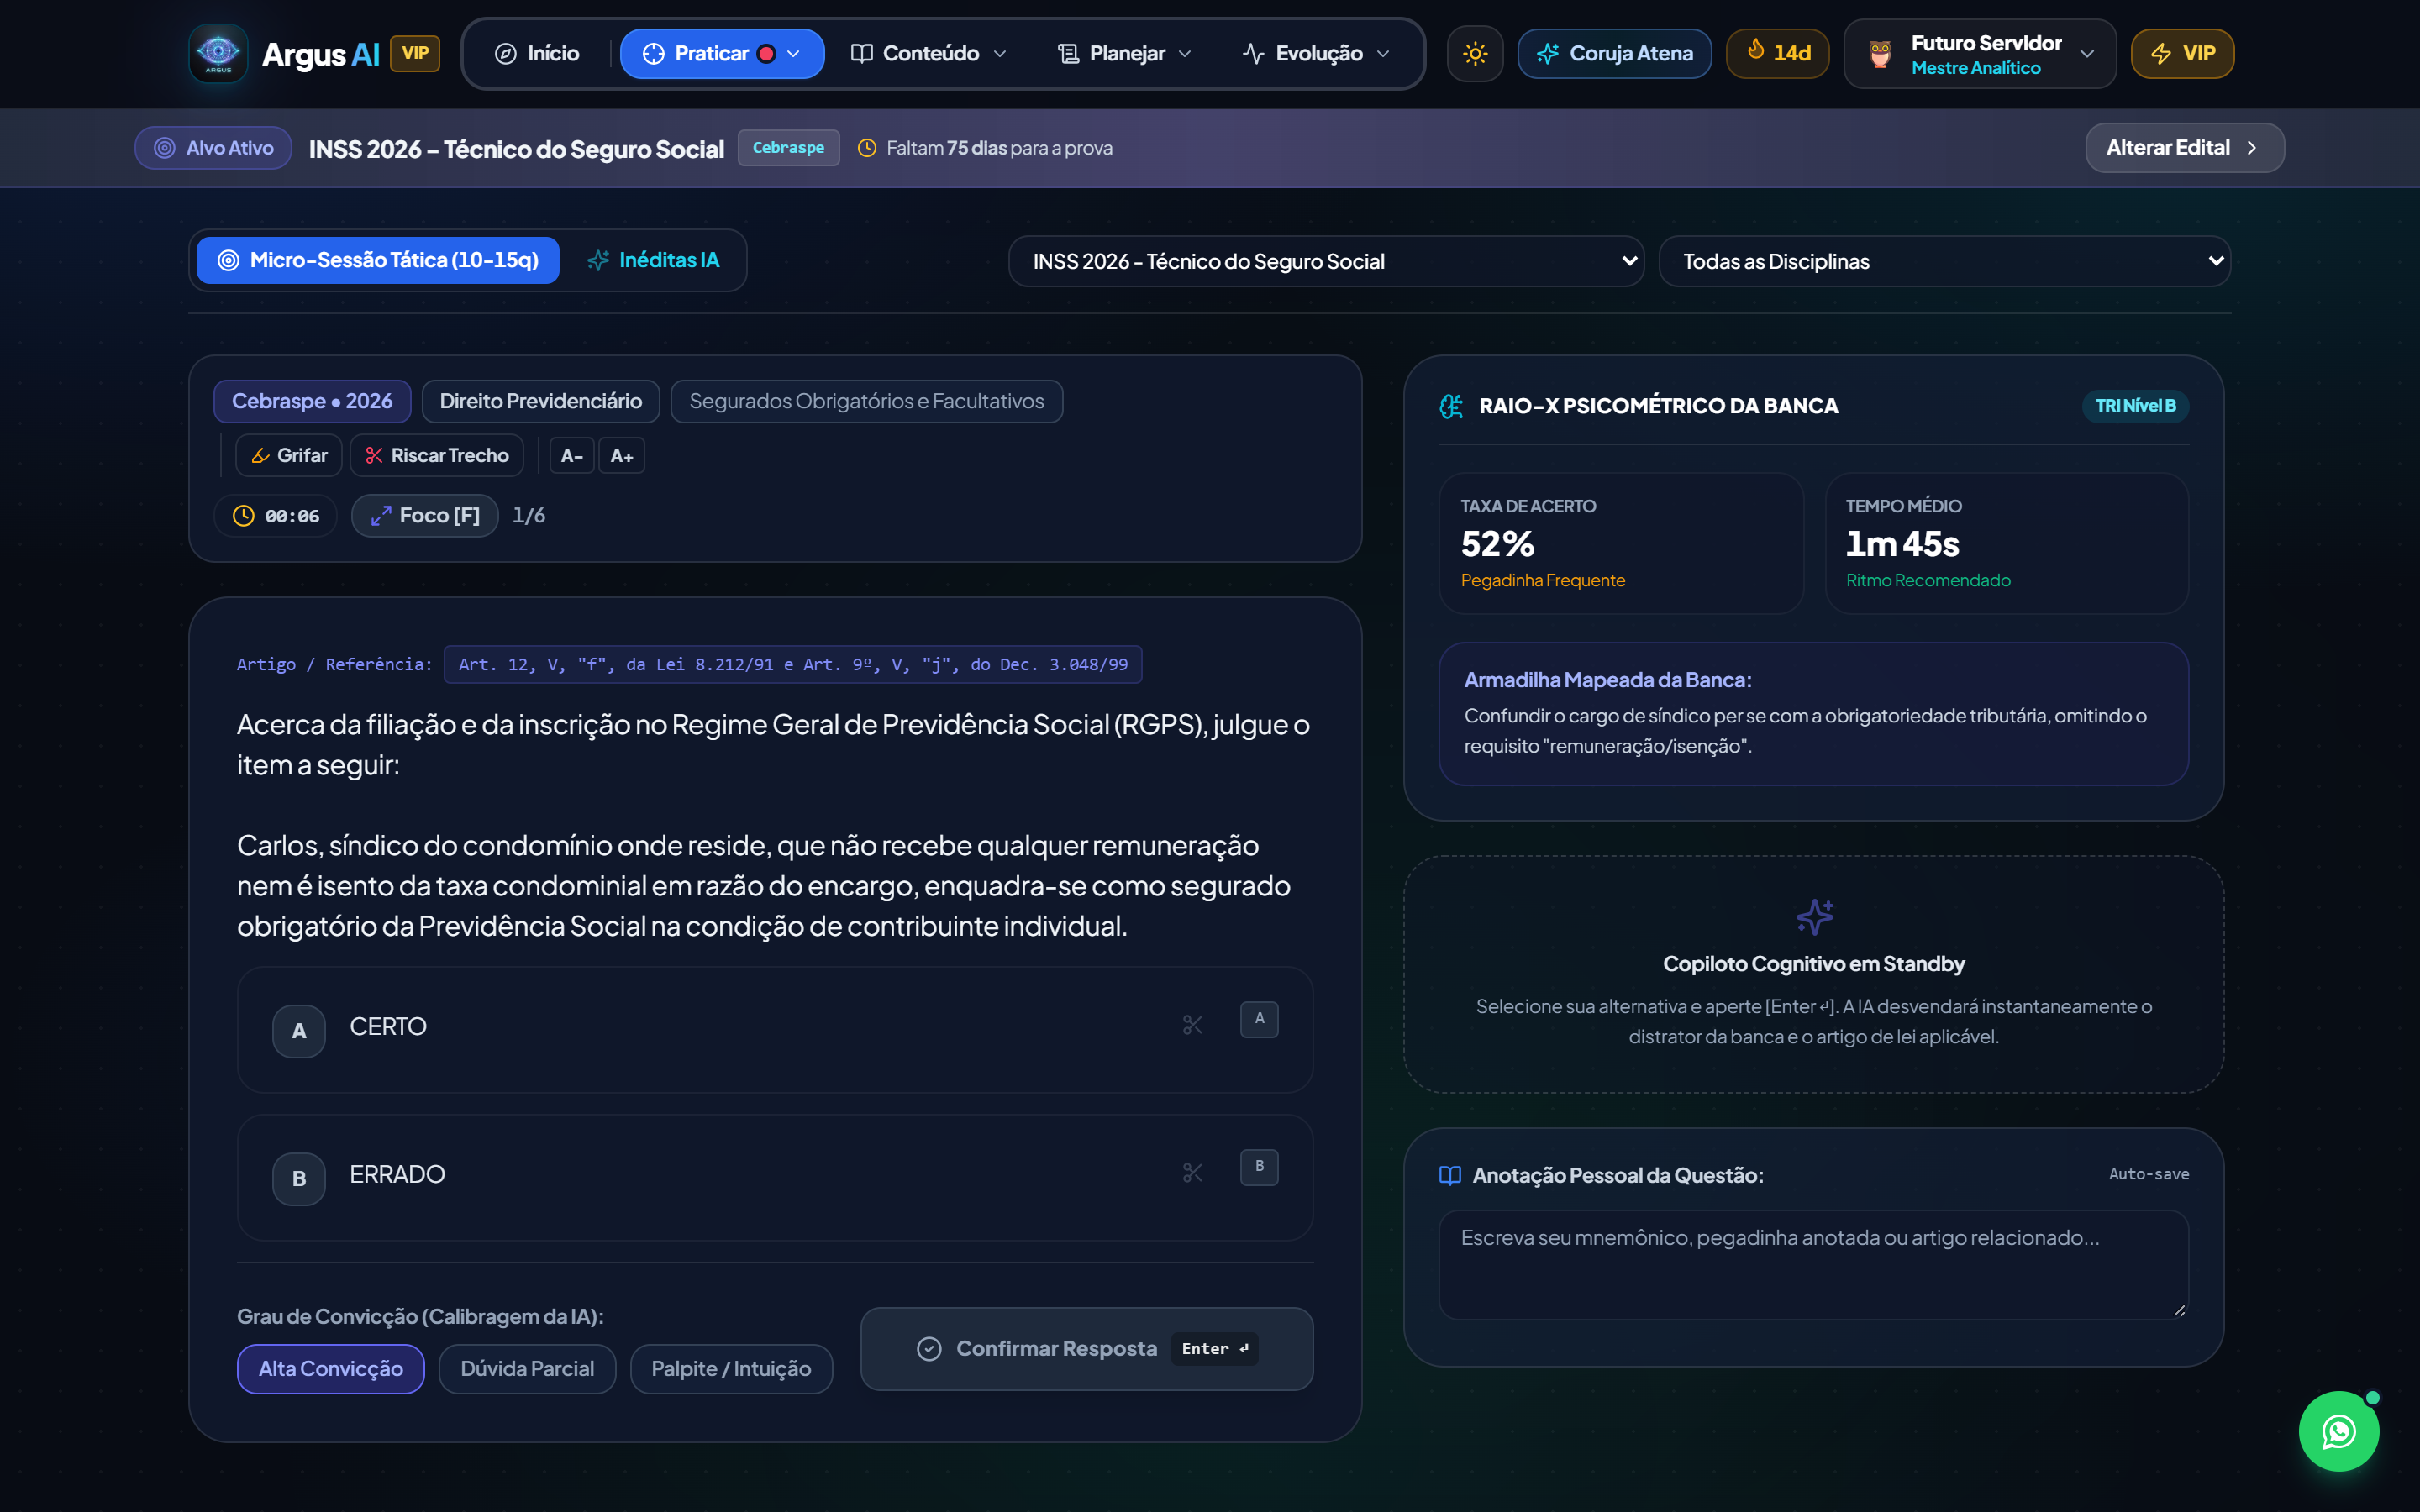 ARGUS
Argus AI VIP
Início
Praticar
Conteúdo
Planejar
Evolução
Coruja Atena
14d
Futuro Servidor
Mestre Analítico
VIP
Alvo Ativo
INSS 2026 – Técnico do Seguro Social
Cebraspe
Faltam 75 dias para a prova
Alterar Edital
Micro-Sessão Tática (10-15q)
Inéditas IA
INSS 2026 - Técnico do Seguro Social
Todas as Disciplinas
Cebraspe • 2026
Direito Previdenciário
Segurados Obrigatórios e Facultativos
Grifar
Riscar Trecho
A-
A+
00:06
Foco [F]
1/6
Artigo / Referência: Art. 12, V, "f", da Lei 8.212/91 e Art. 9º, V, "j", do Dec. 3.048/99
Acerca da filiação e da inscrição no Regime Geral de Previdência Social (RGPS), julgue o
item a seguir:
Carlos, síndico do condomínio onde reside, que não recebe qualquer remuneração
nem é isento da taxa condominial em razão do encargo, enquadra-se como segurado
obrigatório da Previdência Social na condição de contribuinte individual.
A CERTO A
B ERRADO B
Grau de Convicção (Calibragem da IA):
Alta Convicção
Dúvida Parcial
Palpite / Intuição
Confirmar Resposta Enter ↵
RAIO-X PSICOMÉTRICO DA BANCA
TRI Nível B
TAXA DE ACERTO
52%
Pegadinha Frequente
TEMPO MÉDIO
1m 45s
Ritmo Recomendado
Armadilha Mapeada da Banca:
Confundir o cargo de síndico per se com a obrigatoriedade tributária, omitindo o
requisito "remuneração/isenção".
Copiloto Cognitivo em Standby
Selecione sua alternativa e aperte [Enter ↵]. A IA desvendará instantaneamente o
distrator da banca e o artigo de lei aplicável.
Anotação Pessoal da Questão:
Auto-save
Escreva seu mnemônico, pegadinha anotada ou artigo relacionado...